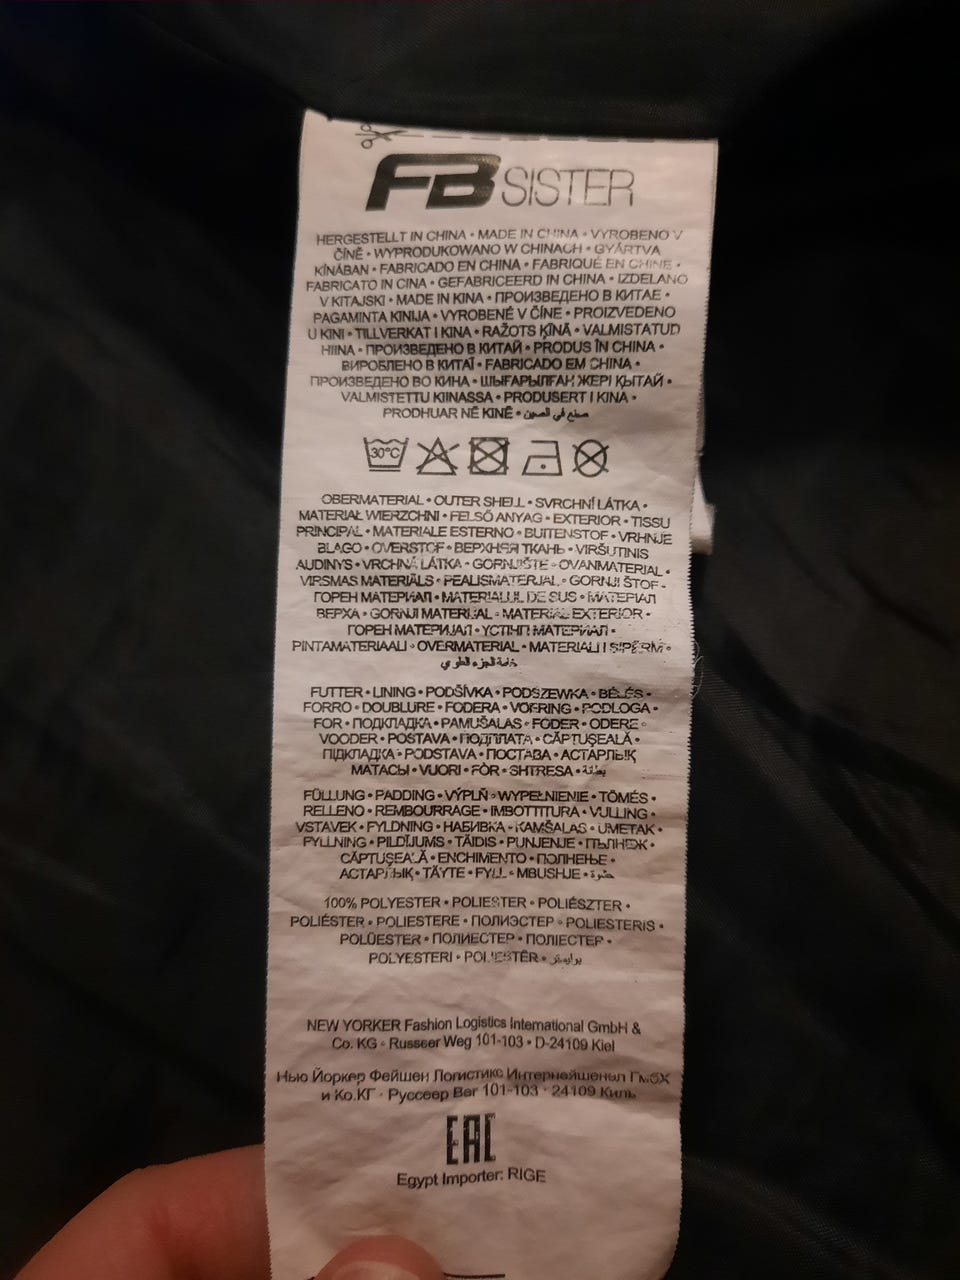 FB SISTER
HERGESTELLT IN CHINA • MADE IN CHINA • VYROBENO V
ČÍNĚ • WYPRODUKOWANO W CHINACH • GYÁRTVA
KÍNÁBAN • FABRICADO EN CHINA • FABRIQUÉ EN CHINE •
FABRICATO IN CINA • GEFABRICEERD IN CHINA • IZDELANO
V KITAJSKI • MADE IN KINA • ПРОИЗВЕДЕНО В КИТАЕ •
PAGAMINTA KINIJA • VYROBENÉ V ČÍNE • PROIZVEDENO
U KINI • TILLVERKAT I KINA • RAŽOTS ĶĪNĀ • VALMISTATUD
HIINA • ПРОИЗВЕДЕНО В КИТАЙ • PRODUS ÎN CHINA •
ВИРОБЛЕНО В КИТАЇ • FABRICADO EM CHINA •
ПРОИЗВЕДЕНО ВО КИНА • ШЫҒАРЫЛҒАН ЖЕРІ ҚЫТАЙ •
VALMISTETTU KIINASSA • PRODUSERT I KINA •
PRODHUAR NË KINË • صنع في الصين
30°C
OBERMATERIAL • OUTER SHELL • SVRCHNÍ LÁTKA •
MATERIAŁ WIERZCHNI • FELSŐ ANYAG • EXTERIOR • TISSU
PRINCIPAL • MATERIALE ESTERNO • BUITENSTOF • VRHNJE
BLAGO • OVERSTOF • ВЕРХНЯЯ ТКАНЬ • VIRŠUTINIS
AUDINYS • VRCHNÁ LÁTKA • GORNJIŠTE • OVANMATERIAL •
VIRSMAS MATERIĀLS • PEALISMATERJAL • GORNJI ŠTOF •
ГОРЕН МАТЕРИАЛ • MATERIALUL DE SUS • МАТЕРІАЛ
ВЕРХА • GORNJI MATERIJAL • MATERIAL EXTERIOR •
ГОРЕН МАТЕРИЈАЛ • ҮСТІҢГІ МАТЕРИАЛ •
PINTAMATERIAALI • OVERMATERIAL • MATERIALI I SIPËRM •
خامة الجزء العلوي
FUTTER • LINING • PODŠÍVKA • PODSZEWKA • BÉLÉS •
FORRO • DOUBLURE • FODERA • VOERING • PODLOGA •
FOR • ПОДКЛАДКА • PAMUŠALAS • FODER • ODERE •
VOODER • POSTAVA • ПОДПЛАТА • CĂPTUŞEALĂ •
ПІДКЛАДКА • PODSTAVA • ПОСТАВА • АСТАРЛЫҚ
МАТАСЫ • VUORI • FÒR • SHTRESA • بطانة
FÜLLUNG • PADDING • VÝPLŇ • WYPEŁNIENIE • TÖMÉS •
RELLENO • REMBOURRAGE • IMBOTTITURA • VULLING •
VSTAVEK • FYLDNING • НАБИВКА • KAMŠALAS • UMETAK •
FYLLNING • PILDĪJUMS • TÄIDIS • PUNJENJE • ПЪЛНЕЖ •
CĂPTUŞEALĂ • ENCHIMENTO • ПОЛНЕЊЕ •
АСТАРЛЫҚ • TÄYTE • FYLL • MBUSHJE • حشوة
100% POLYESTER • POLIESTER • POLIÉSZTER •
POLIÉSTER • POLIESTERE • ПОЛИЭСТЕР • POLIESTERIS •
POLÜESTER • ПОЛИЕСТЕР • ПОЛІЕСТЕР •
POLYESTERI • POLIESTËR • بوليستر
NEW YORKER Fashion Logistics International GmbH &
Co. KG • Russeer Weg 101-103 • D-24109 Kiel
Нью Йоркер Фейшен Логистикс Интернейшенал ГмбХ
и Ко.КГ · Руссеер Вег 101-103 · 24109 Киль
EAC
Egypt Importer: RIGE